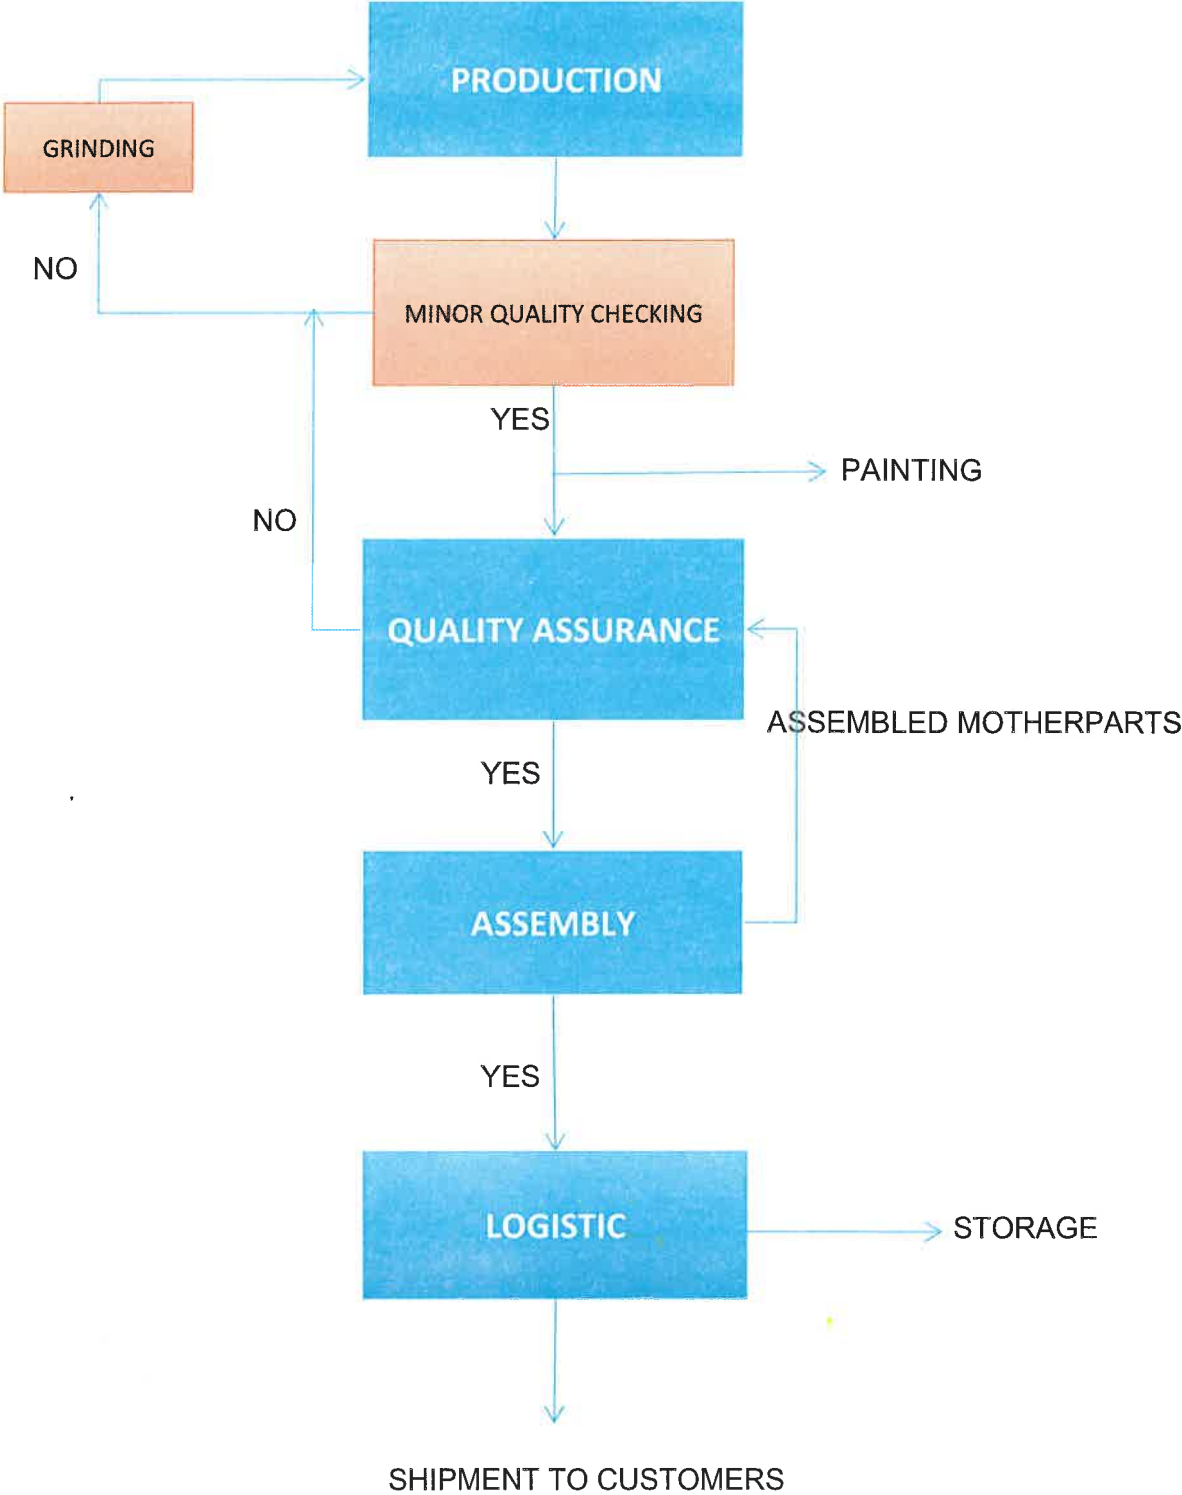 PRODUCTION
GRINDING
NO
MINOR QUALITY CHECKING
YES
PAINTING
NO
QUALITY ASSURANCE
ASSEMBLED MOTHERPARTS
YES
ASSEMBLY
YES
LOGISTIC
STORAGE
SHIPMENT TO CUSTOMERS